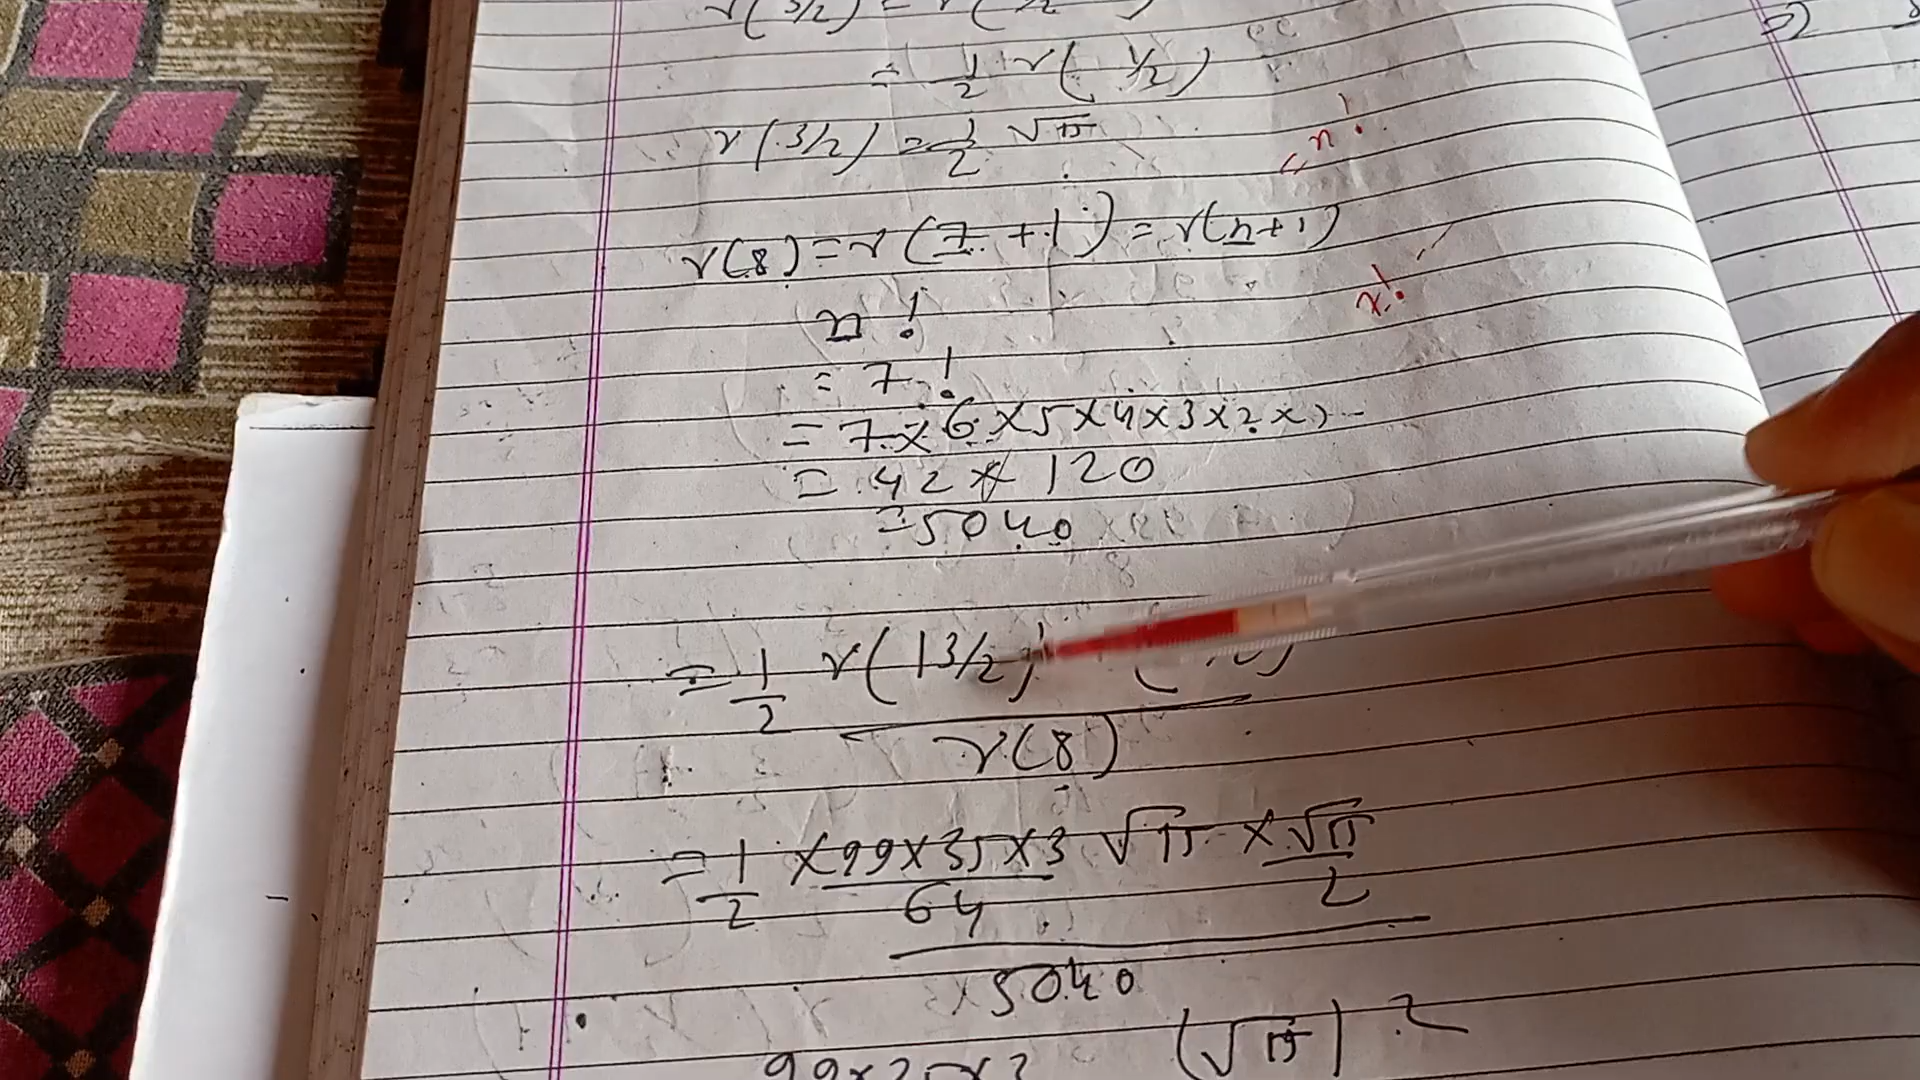 = 1/2 r(1/2)
r(3/2) = 1/2 √π
< n!
r(8) = r(7+1) = r(n+1)
x!
n!
= 7!
= 7×6×5×4×3×2×1
= 42×120
= 5040
= 1/2 r(13/2)
r(8)
= 1/2 × 99×35×3/64 √π × √π/2
5040
(√π)²